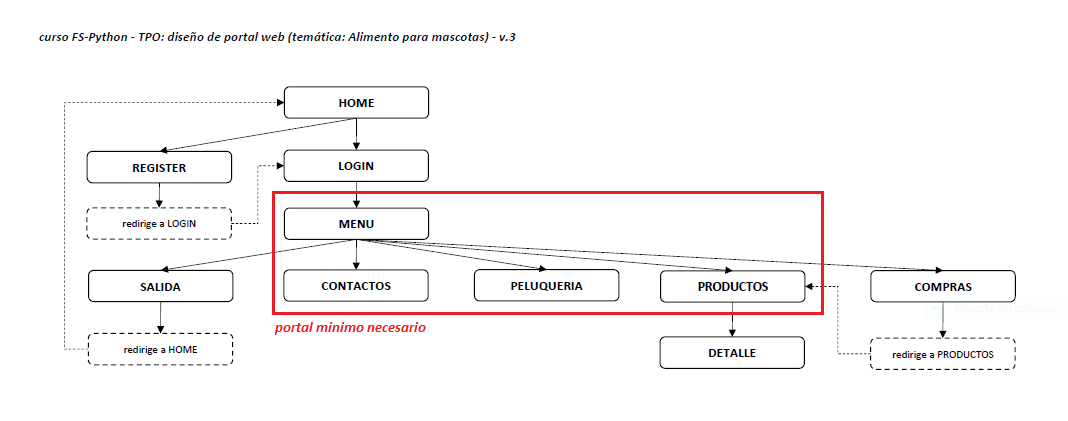 curso FS-Python - TPO: diseño de portal web (temática: Alimento para mascotas) - v.3
HOME
REGISTER
LOGIN
redirige a LOGIN
MENU
SALIDA
CONTACTOS
PELUQUERIA
PRODUCTOS
COMPRAS
portal minimo necesario
redirige a HOME
DETALLE
redirige a PRODUCTOS